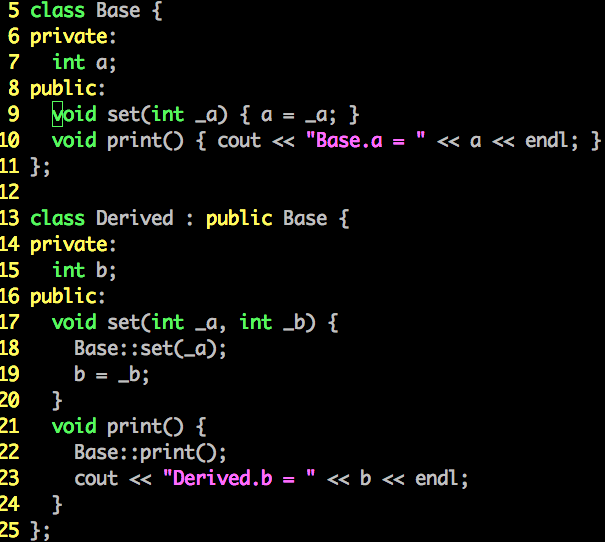 5 class Base {
6 private:
7   int a;
8 public:
9   void set(int _a) { a = _a; }
10   void print() { cout << "Base.a = " << a << endl; }
11 };
12
13 class Derived : public Base {
14 private:
15   int b;
16 public:
17   void set(int _a, int _b) {
18     Base::set(_a);
19     b = _b;
20   }
21   void print() {
22     Base::print();
23     cout << "Derived.b = " << b << endl;
24   }
25 };